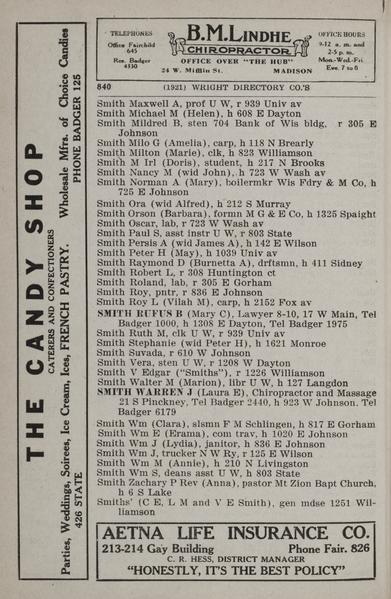 TELEPHONES
Office Fairchild
645
Res. Badger
4330
B.M. LINDHE
CHIROPRACTOR
OFFICE OVER "THE HUB"
24 W. Mifflin St. MADISON
OFFICE HOURS
9-12 a. m. and
2-5 p. m.
Mon.-Wed.-Fri.
Eve. 7 to 8
840 (1921) WRIGHT DIRECTORY CO.'S
Smith Maxwell A, prof U W, r 939 Univ av
Smith Michael M (Helen), h 608 E Dayton
Smith Mildred B, sten 704 Bank of Wis bldg, r 305 E
Johnson
Smith Milo G (Amelia), carp, h 118 N Brearly
Smith Milton (Marie), clk, h 823 Williamson
Smith M Irl (Doris), student, h 217 N Brooks
Smith Nancy M (wid John), h 723 W Wash av
Smith Norman A (Mary), boilermkr Wis Fdry & M Co, h
725 E Johnson
Smith Ora (wid Alfred), h 212 S Murray
Smith Orson (Barbara), formn M G & E Co, h 1325 Spaight
Smith Oscar, lab, r 723 W Wash av
Smith Paul S, asst instr U W, r 803 State
Smith Persis A (wid James A), h 142 E Wilson
Smith Peter H (May), h 1039 Univ av
Smith Raymond D (Burnetta A), drftsmn, h 411 Sidney
Smith Robert L, r 308 Huntington ct
Smith Roland, lab, r 305 E Gorham
Smith Roy, pntr, r 836 E Johnson
Smith Roy L (Vilah M), carp, h 2152 Fox av
SMITH RUFUS B (Mary C), Lawyer 8-10, 17 W Main, Tel
Badger 1000, h 1308 E Dayton, Tel Badger 1975
Smith Ruth M, clk U W, r 939 Univ av
Smith Stephanie (wid Peter H), h 1621 Monroe
Smith Suvada, r 610 W Johnson
Smith Vera, sten U W, r 1208 W Dayton
Smith V Edgar ("Smiths"), r 1226 Williamson
Smith Walter M (Marion), libr U W, h 127 Langdon
SMITH WARREN J (Laura E), Chiropractor and Massage
21 S Pinckney, Tel Badger 2440, h 923 W Johnson. Tel
Badger 6179
Smith Wm (Clara), slsmn F M Schlingen, h 817 E Gorham
Smith Wm E (Erama), com trav, h 1020 E Johnson
Smith Wm J (Lydia), janitor, h 836 E Johnson
Smith Wm J, trucker N W Ry, r 125 E Wilson
Smith Wm M (Annie), h 210 N Livingston
Smith Wm S, deans asst U W, h 803 State
Smith Zachary P Rev (Anna), pastor Mt Zion Bapt Church,
h 6 S Lake
Smiths' (C E, L M and V E Smith), gen mdse 1251 Wil-
liamson
AETNA LIFE INSURANCE CO.
213-214 Gay Building Phone Fair. 826
C. R. HESS, DISTRICT MANAGER
"HONESTLY, IT'S THE BEST POLICY"
THE CANDY SHOP
CATERERS AND CONFECTIONERS
Parties, Weddings, Soirees, Ice Cream, Ices, FRENCH PASTRY. Wholesale Mfrs. of Choice Candies
426 STATE PHONE BADGER 125